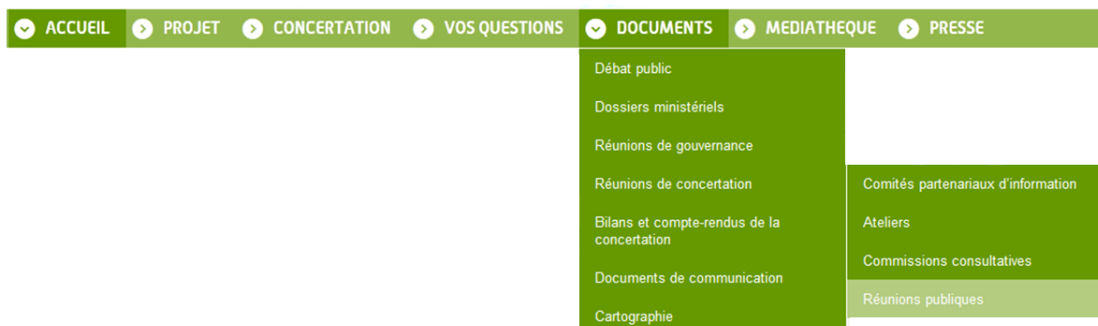 ACCUEIL PROJET CONCERTATION VOS QUESTIONS DOCUMENTS MEDIATHEQUE PRESSE
Débat public
Dossiers ministériels
Réunions de gouvernance
Réunions de concertation
Bilans et compte-rendus de la
concertation
Documents de communication
Cartographie
Comités partenariaux d'information
Ateliers
Commissions consultatives
Réunions publiques